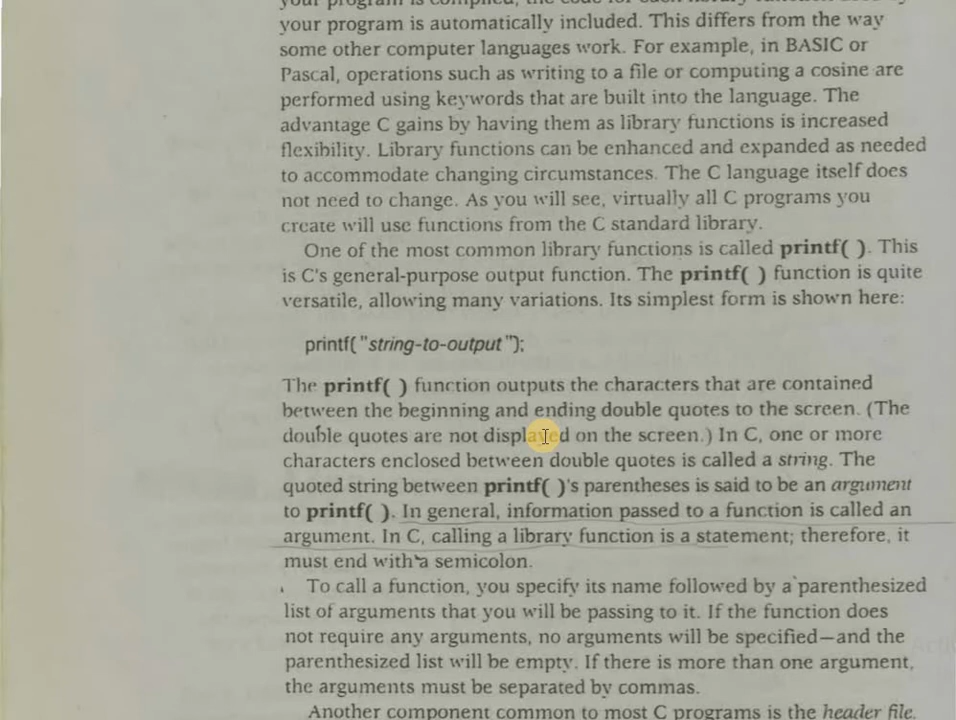 your program is compiled, the code for each library function used by
your program is automatically included. This differs from the way
some other computer languages work. For example, in BASIC or
Pascal, operations such as writing to a file or computing a cosine are
performed using keywords that are built into the language. The
advantage C gains by having them as library functions is increased
flexibility. Library functions can be enhanced and expanded as needed
to accommodate changing circumstances. The C language itself does
not need to change. As you will see, virtually all C programs you
create will use functions from the C standard library.
One of the most common library functions is called printf( ). This
is C's general-purpose output function. The printf( ) function is quite
versatile, allowing many variations. Its simplest form is shown here:
printf("string-to-output");
The printf( ) function outputs the characters that are contained
between the beginning and ending double quotes to the screen. (The
double quotes are not displayed on the screen.) In C, one or more
characters enclosed between double quotes is called a string. The
quoted string between printf( )'s parentheses is said to be an argument
to printf( ). In general, information passed to a function is called an
argument. In C, calling a library function is a statement; therefore, it
must end with a semicolon.
To call a function, you specify its name followed by a parenthesized
list of arguments that you will be passing to it. If the function does
not require any arguments, no arguments will be specified—and the
parenthesized list will be empty. If there is more than one argument,
the arguments must be separated by commas.
Another component common to most C programs is the header file.